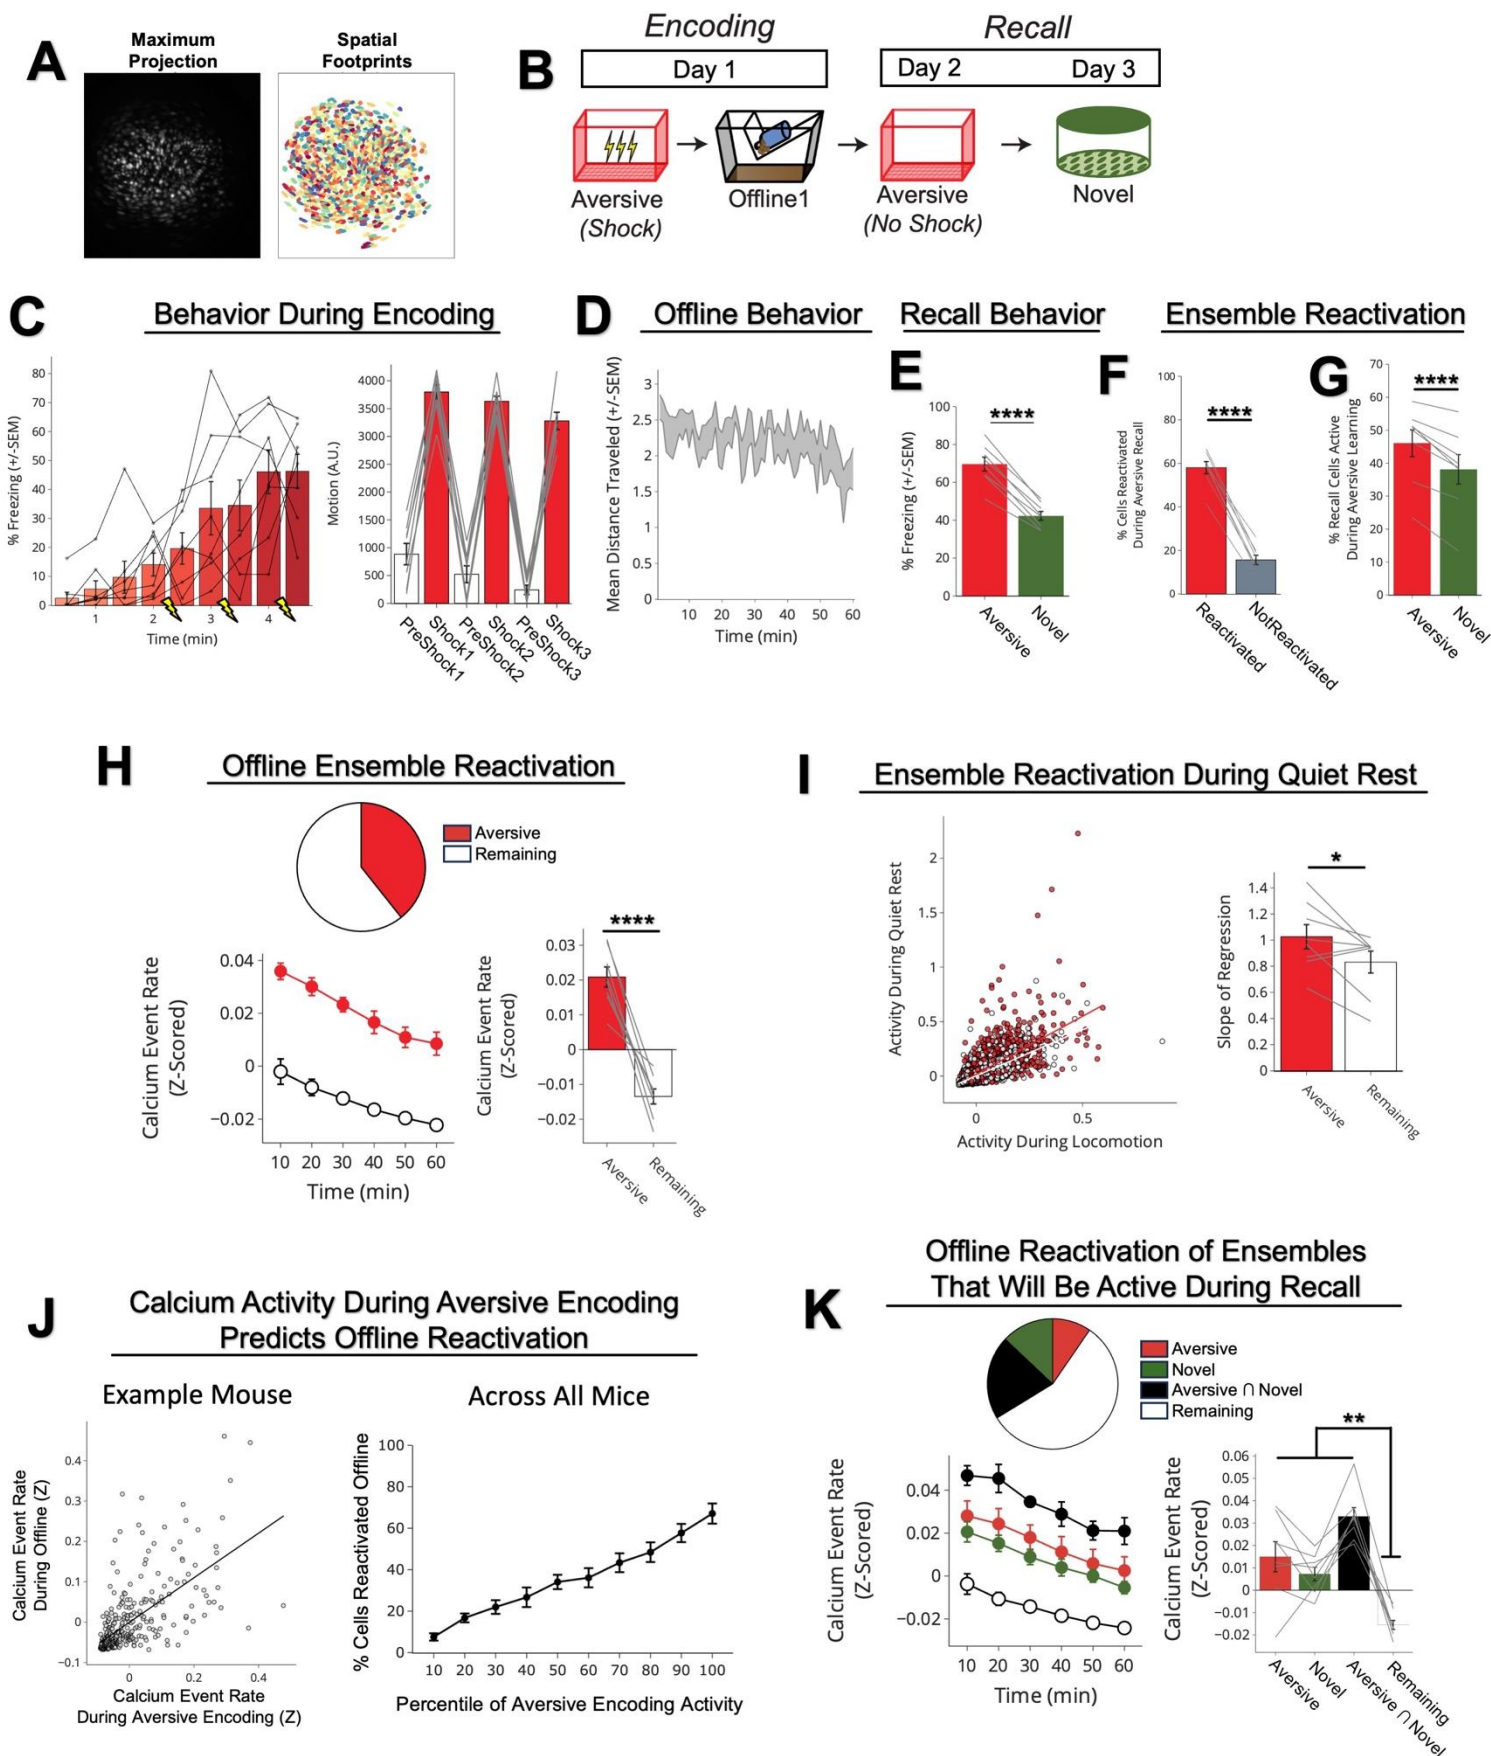 A
Maximum
Projection
Spatial
Footprints
B
Encoding
Recall
Day 1
Day 2
Day 3
Aversive
(Shock)
Offline1
Aversive
(No Shock)
Novel
C
Behavior During Encoding
% Freezing (+/-SEM)
80
70
60
50
40
30
20
10
0
1
2
3
4
Time (min)
Motion (A.U.)
4000
3500
3000
2500
2000
1500
1000
500
0
PreShock1
Shock1
PreShock2
Shock2
PreShock3
Shock3
D
Offline Behavior
Mean Distance Traveled (+/-SEM)
3
2.5
2
1.5
1
0.5
0
10
20
30
40
50
60
Time (min)
Recall Behavior
E
% Freezing (+/-SEM)
100
80
60
40
20
0
****
Aversive
Novel
Ensemble Reactivation
F
% Cells Reactivated
During Aversive Recall
100
80
60
40
20
0
****
Reactivated
NotReactivated
G
% Recall Cells Active
During Aversive Learning
70
60
50
40
30
20
10
0
****
Aversive
Novel
H
Offline Ensemble Reactivation
Aversive
Remaining
Calcium Event Rate
(Z-Scored)
0.04
0.02
0
−0.02
10
20
30
40
50
60
Time (min)
Calcium Event Rate
(Z-Scored)
****
0.03
0.02
0.01
0
−0.01
−0.02
Aversive
Remaining
I
Ensemble Reactivation During Quiet Rest
Activity During Quiet Rest
2
1.5
1
0.5
0
0
0.5
Activity During Locomotion
Slope of Regression
*
1.4
1.2
1
0.8
0.6
0.4
0.2
0
Aversive
Remaining
J
Calcium Activity During Aversive Encoding
Predicts Offline Reactivation
Example Mouse
Calcium Event Rate
During Offline (Z)
0.4
0.3
0.2
0.1
0
−0.1
0
0.2
0.4
Calcium Event Rate
During Aversive Encoding (Z)
Across All Mice
% Cells Reactivated Offline
100
80
60
40
20
0
10
20
30
40
50
60
70
80
90
100
Percentile of Aversive Encoding Activity
K
Offline Reactivation of Ensembles
That Will Be Active During Recall
Aversive
Novel
Aversive ∩ Novel
Remaining
Calcium Event Rate
(Z-Scored)
0.04
0.02
0
−0.02
10
20
30
40
50
60
Time (min)
Calcium Event Rate
(Z-Scored)
**
0.06
0.05
0.04
0.03
0.02
0.01
0
−0.01
−0.02
Aversive
Novel
Aversive ∩ Novel
Remaining